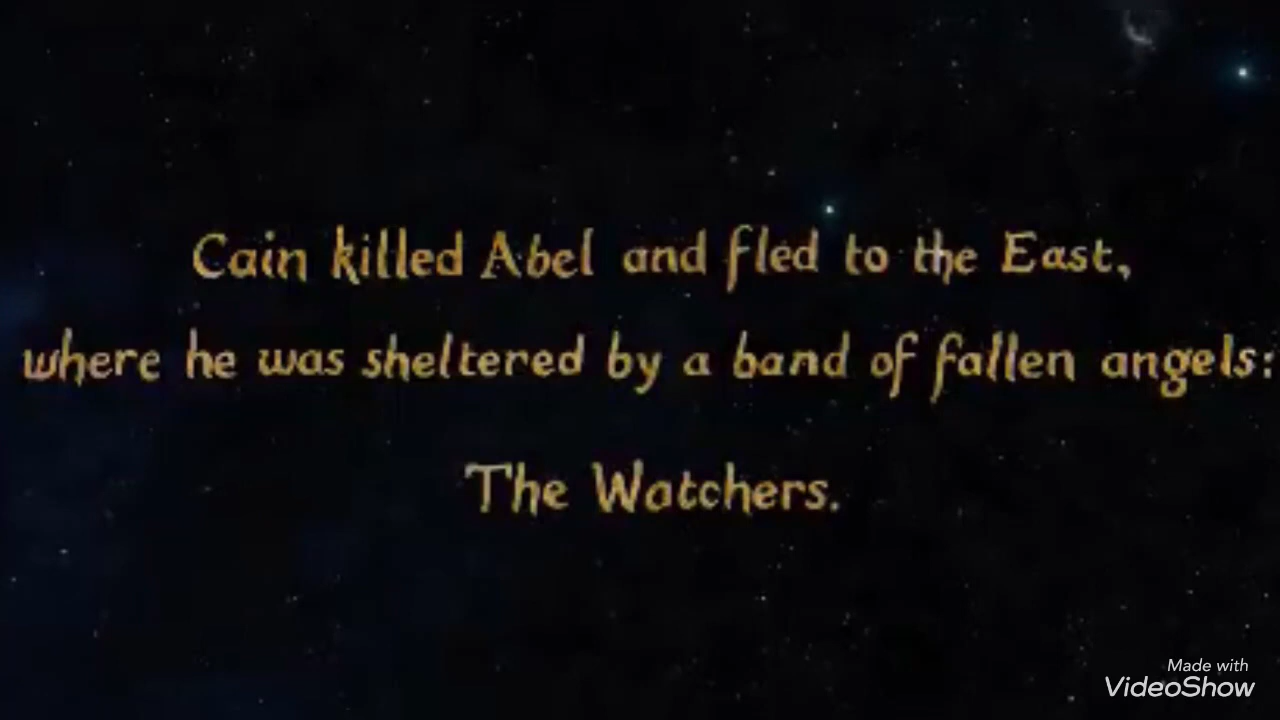 Cain killed Abel and fled to the East,
where he was sheltered by a band of fallen angels:
The Watchers.
Made with
VideoShow